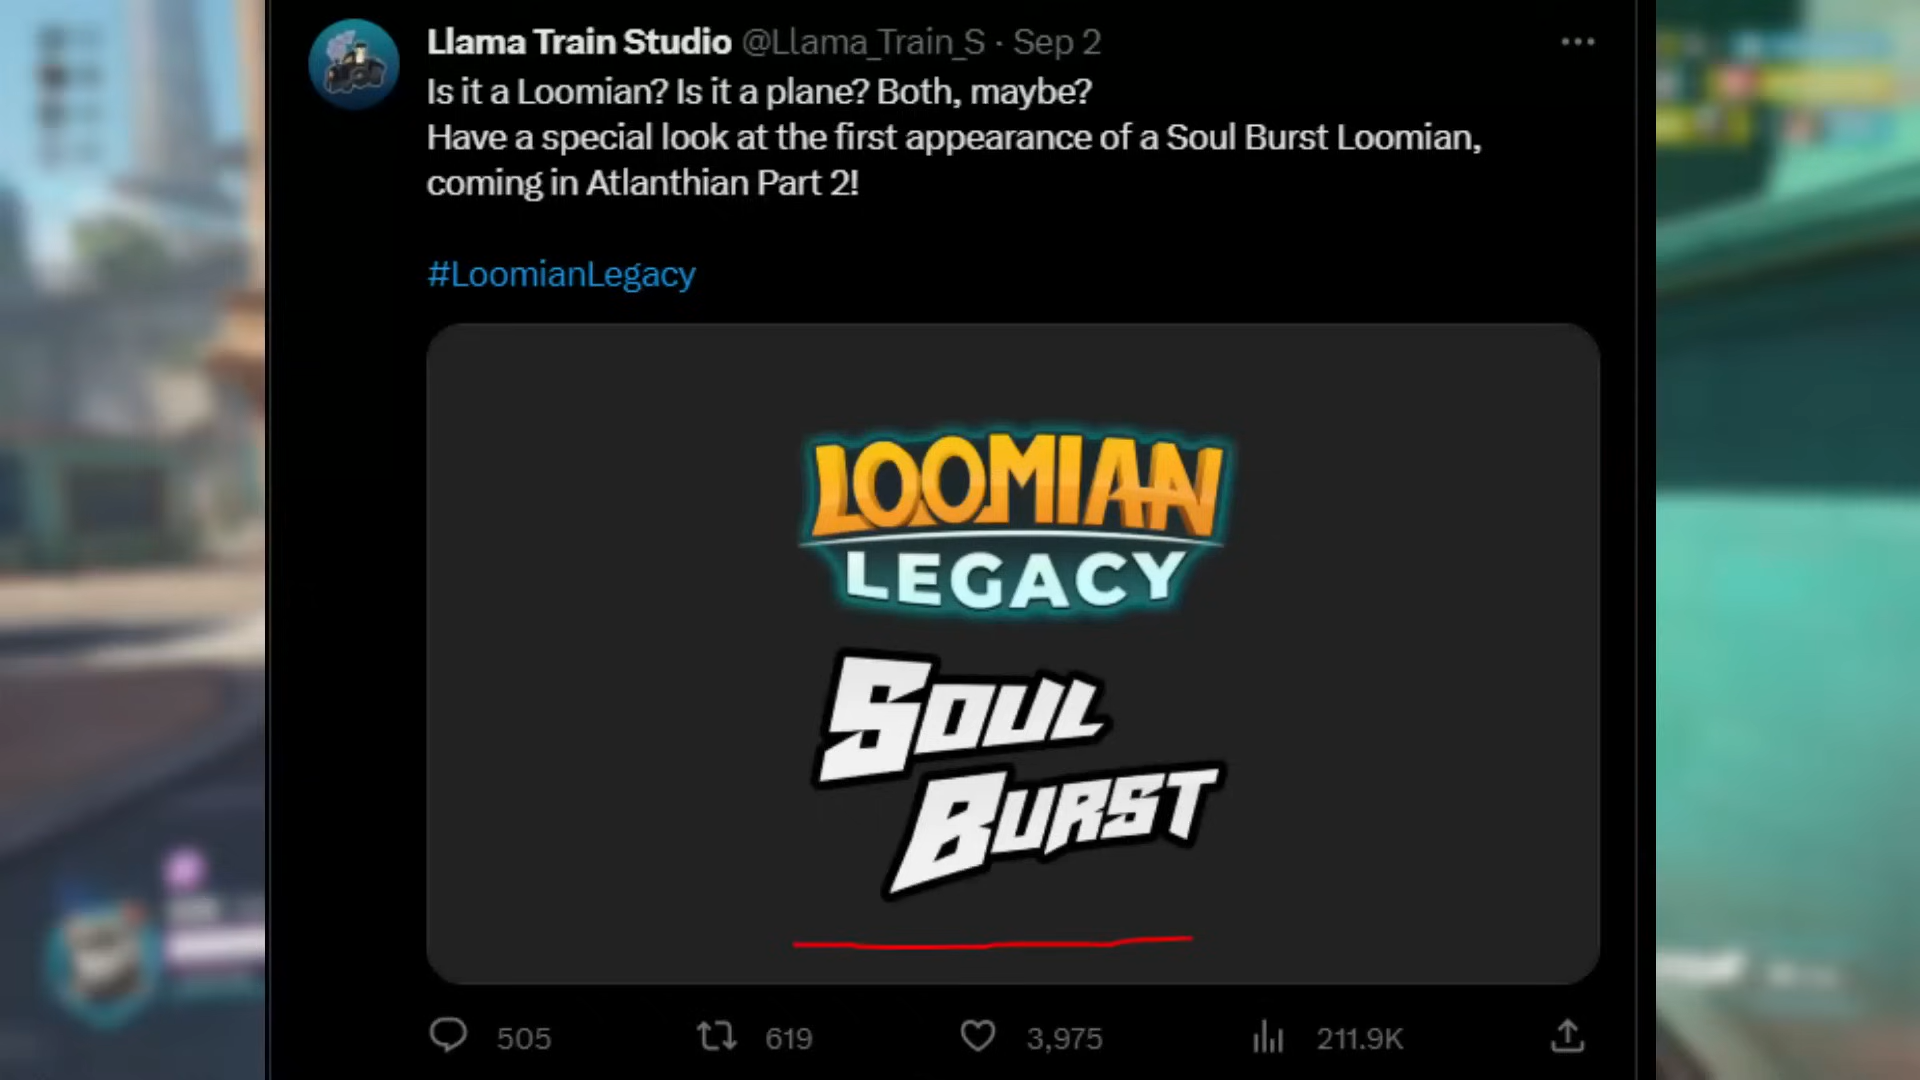 Llama Train Studio @Llama_Train_S · Sep 2
Is it a Loomian? Is it a plane? Both, maybe?
Have a special look at the first appearance of a Soul Burst Loomian,
coming in Atlanthian Part 2!
#LoomianLegacy
LOOMIAN
LEGACY
SOUL
BURST
505 619 3,975 211.9K